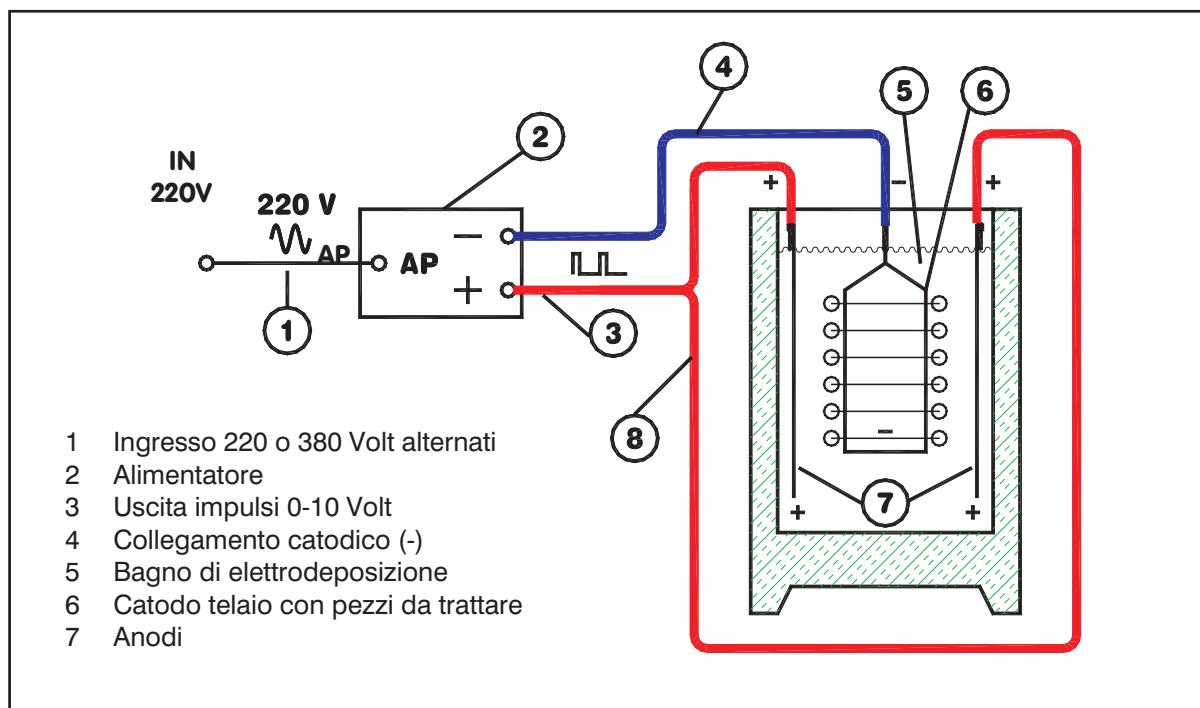 4
5
6
2
IN
220V
220 V
AP
AP
−
+
+
−
+
1
3
8
−
7
+
+
1 Ingresso 220 o 380 Volt alternati
2 Alimentatore
3 Uscita impulsi 0-10 Volt
4 Collegamento catodico (-)
5 Bagno di elettrodeposizione
6 Catodo telaio con pezzi da trattare
7 Anodi